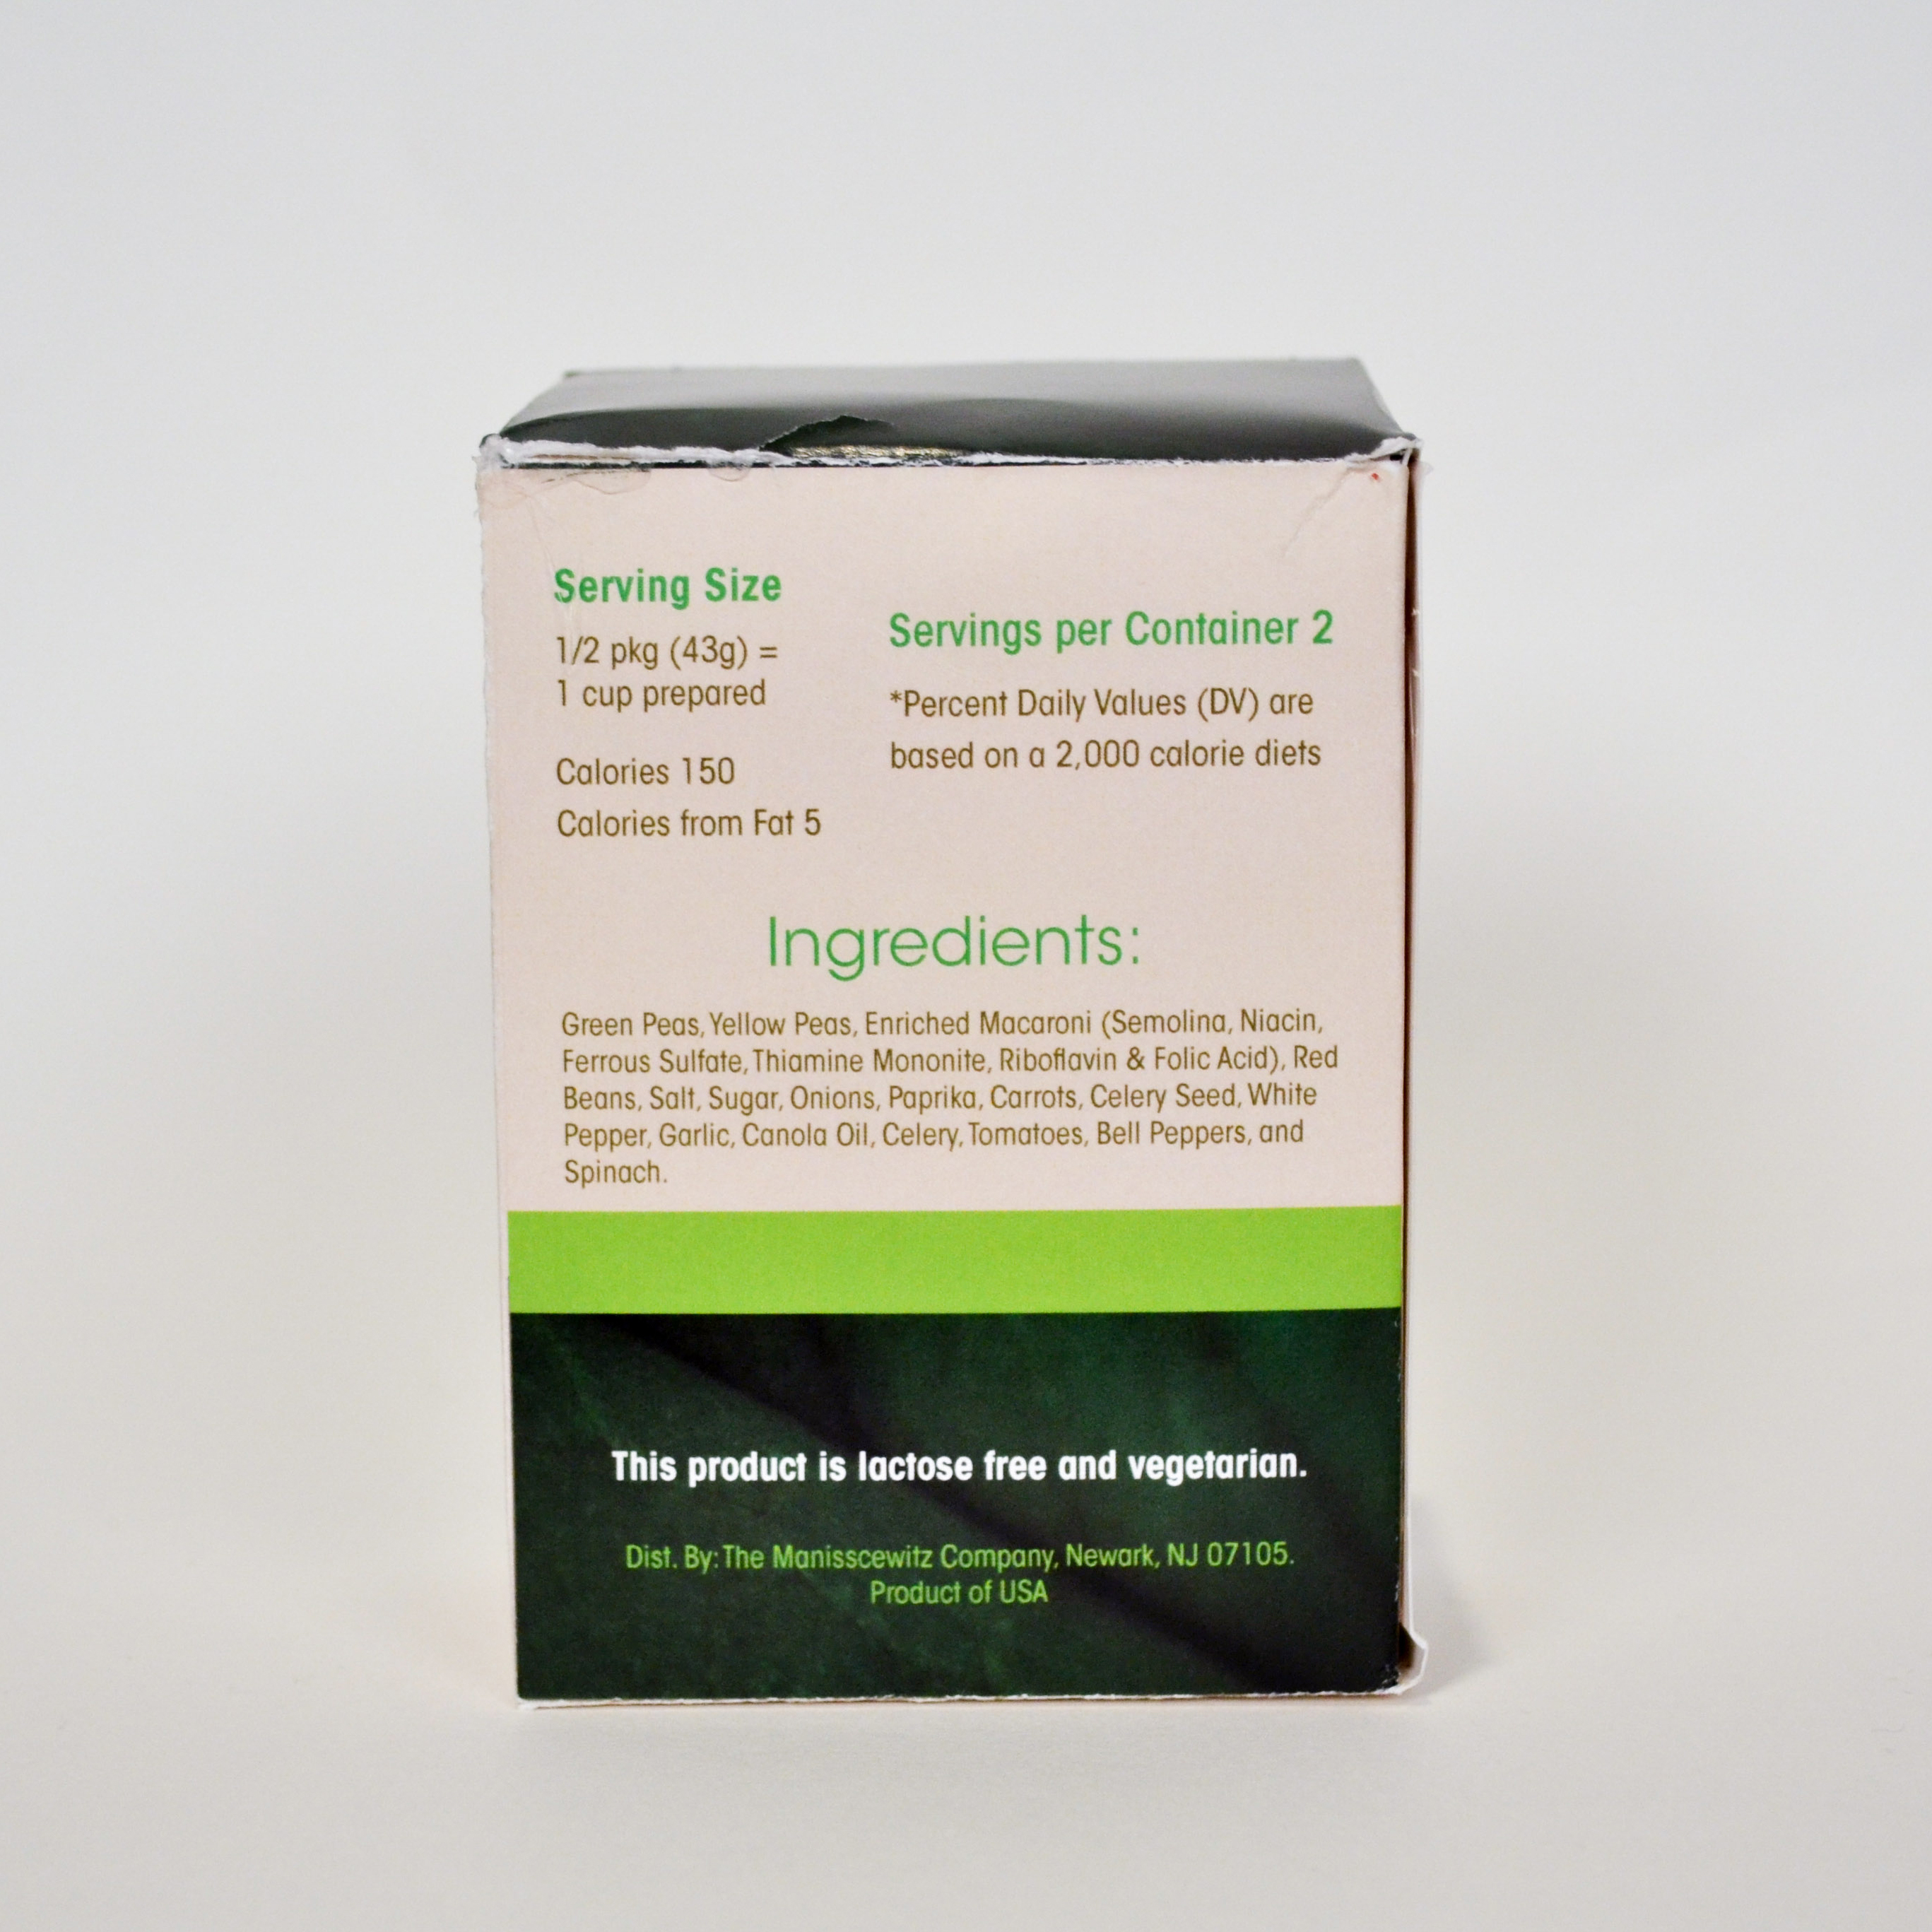 Serving Size
1/2 pkg (43g) =
1 cup prepared
Calories 150
Calories from Fat 5
Servings per Container 2
*Percent Daily Values (DV) are
based on a 2,000 calorie diets
Ingredients:
Green Peas, Yellow Peas, Enriched Macaroni (Semolina, Niacin,
Ferrous Sulfate, Thiamine Mononite, Riboflavin & Folic Acid), Red
Beans, Salt, Sugar, Onions, Paprika, Carrots, Celery Seed, White
Pepper, Garlic, Canola Oil, Celery, Tomatoes, Bell Peppers, and
Spinach.
This product is lactose free and vegetarian.
Dist. By: The Manisscewitz Company, Newark, NJ 07105.
Product of USA